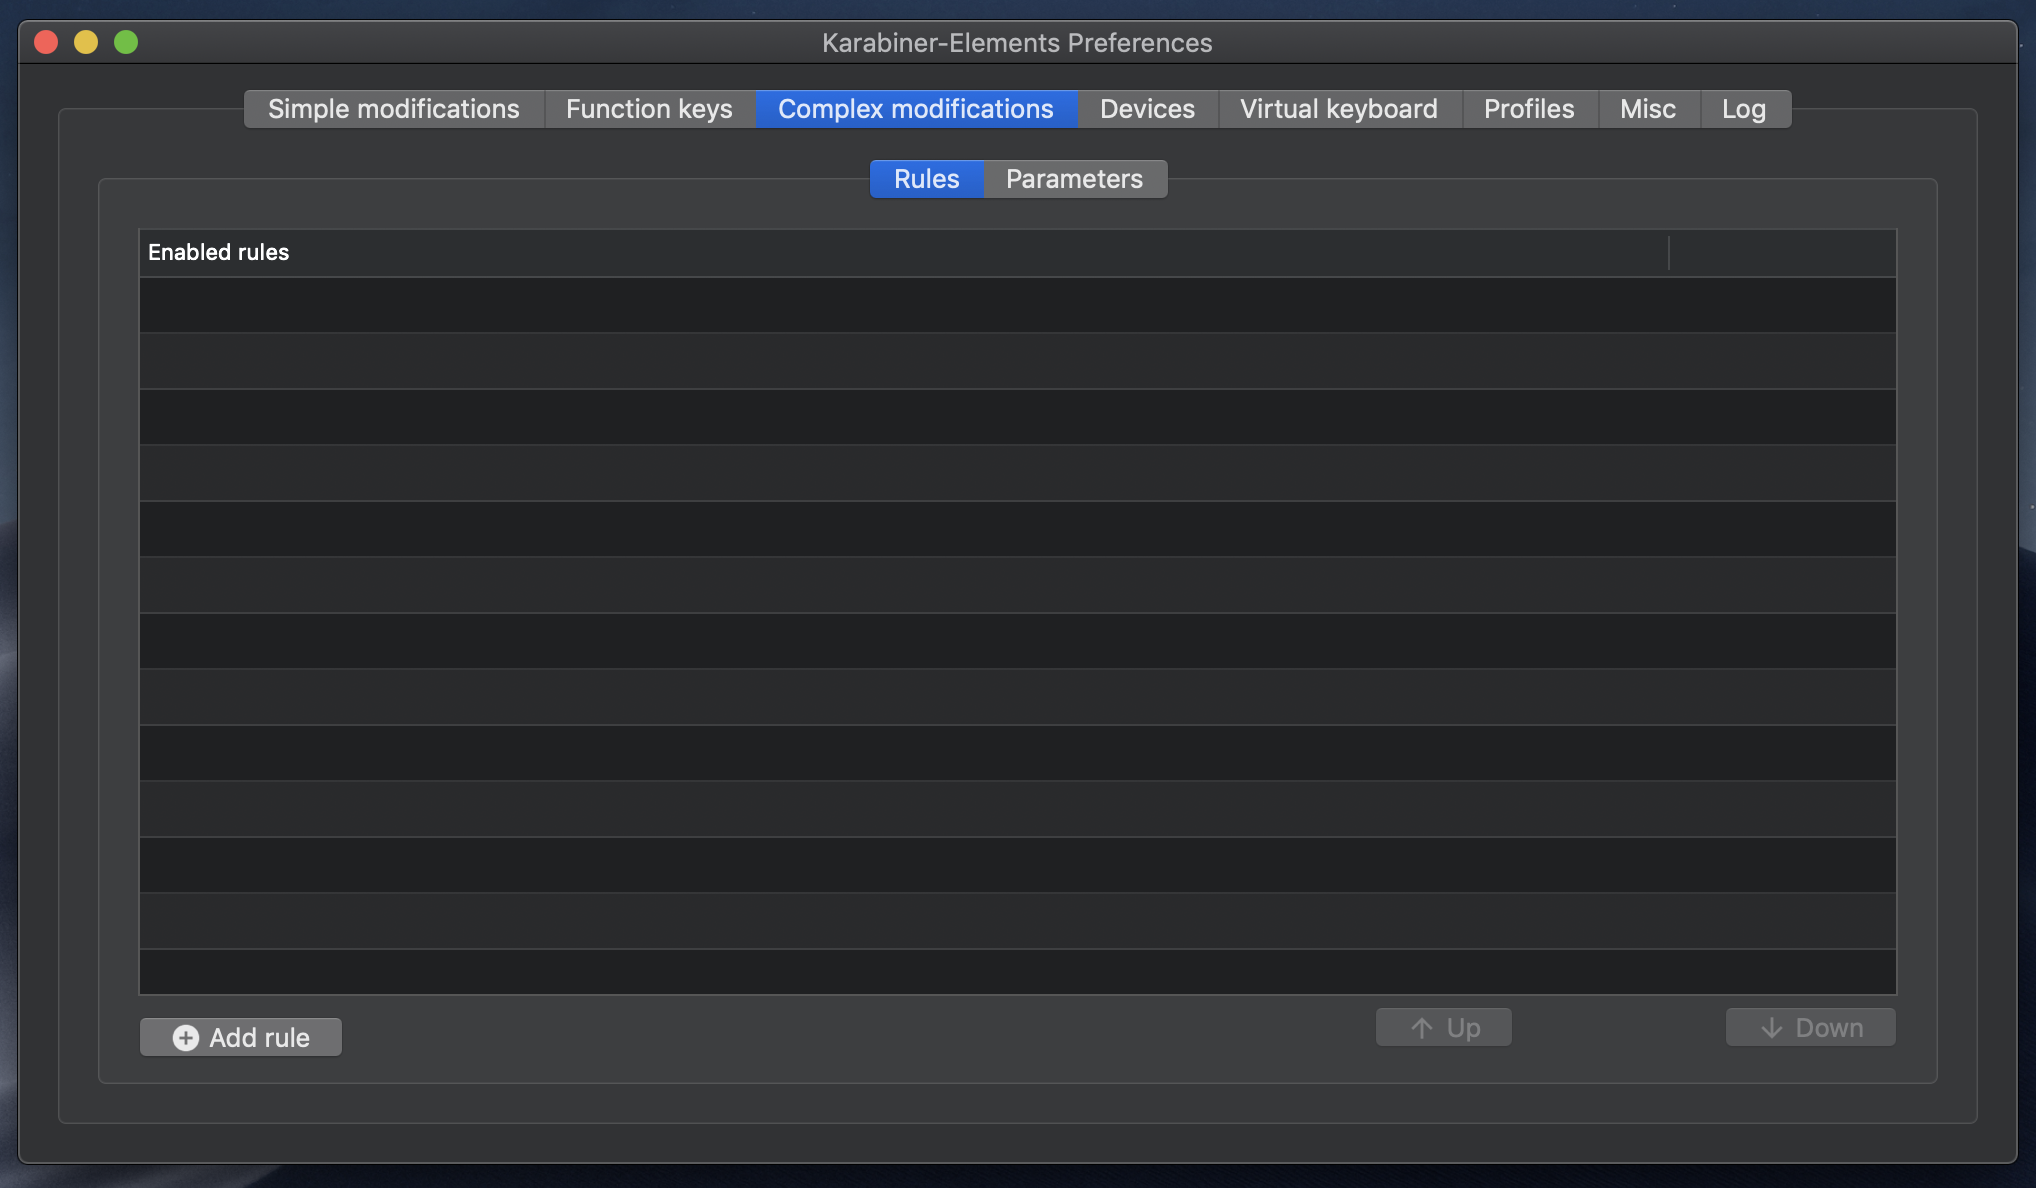 Karabiner-Elements Preferences
Simple modifications Function keys Complex modifications Devices Virtual keyboard Profiles Misc Log
Rules Parameters
Enabled rules
Add rule Up Down